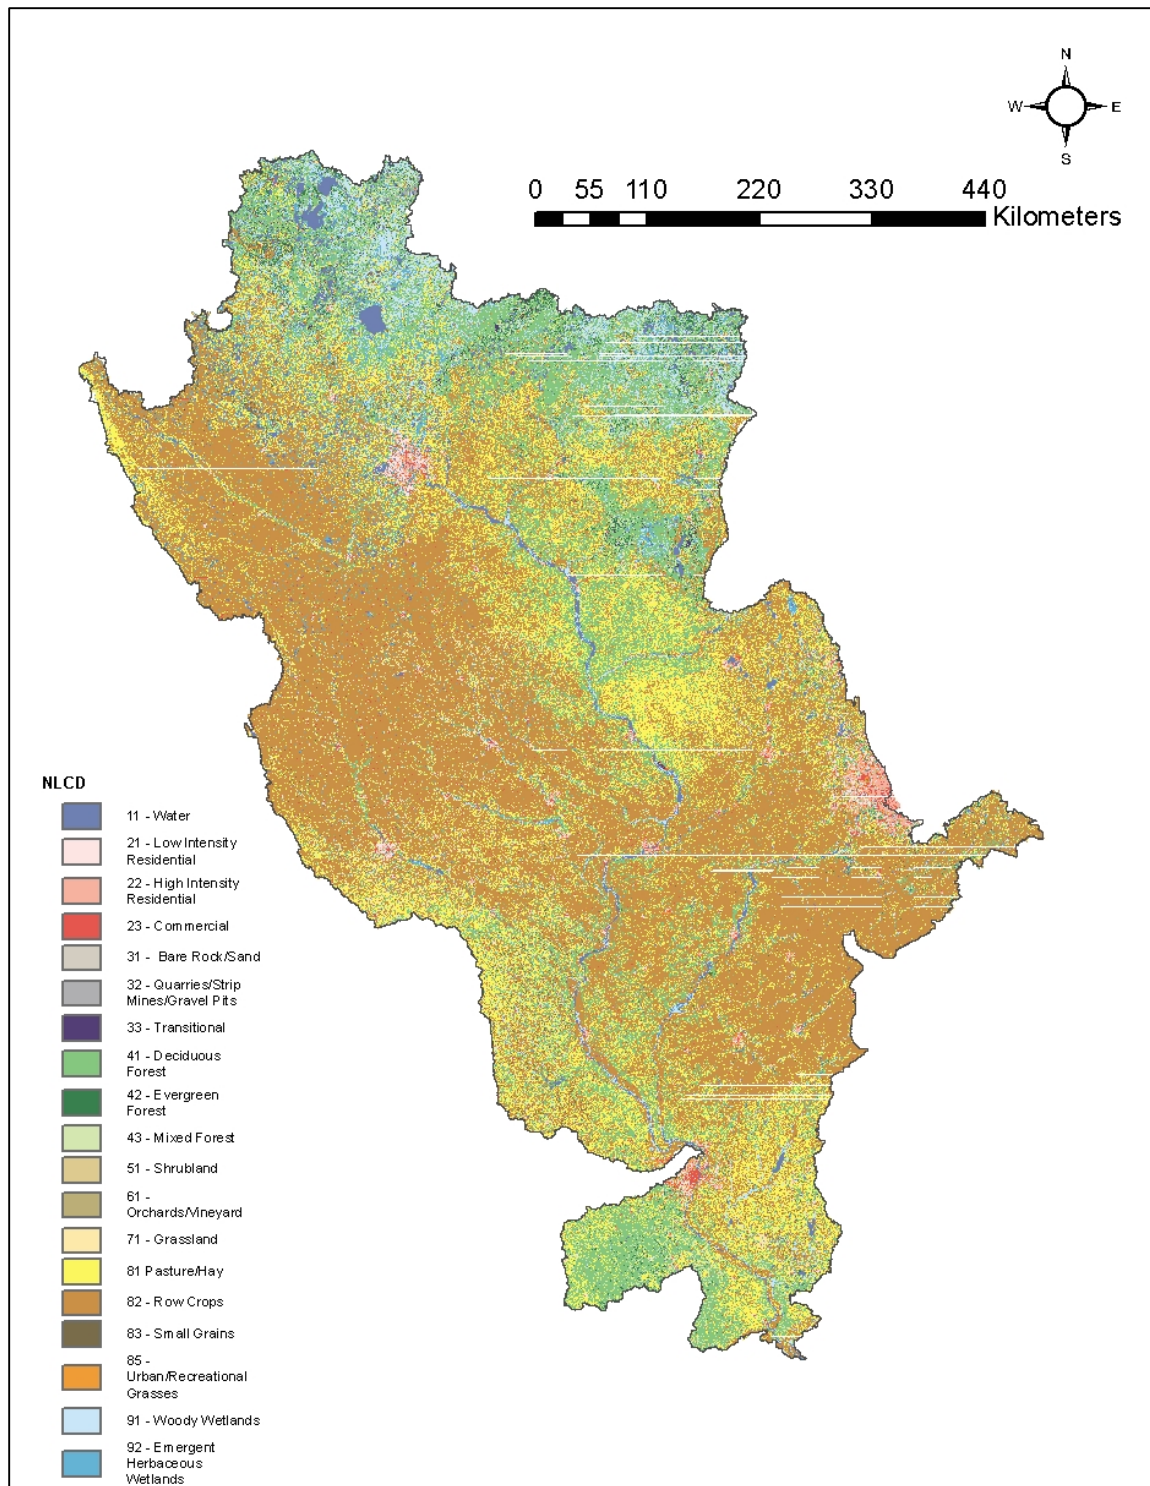 N
W E
S
0 55 110 220 330 440
Kilometers
NLCD
11 - Water
21 - Low Intensity
Residential
22 - High Intensity
Residential
23 - Commercial
31 - Bare Rock/Sand
32 - Quarries/Strip
Mines/Gravel Pits
33 - Transitional
41 - Deciduous
Forest
42 - Evergreen
Forest
43 - Mixed Forest
51 - Shrubland
61 -
Orchards/Vineyard
71 - Grassland
81 Pasture/Hay
82 - Row Crops
83 - Small Grains
85 -
Urban/Recreational
Grasses
91 - Woody Wetlands
92 - Emergent
Herbaceous
Wetlands